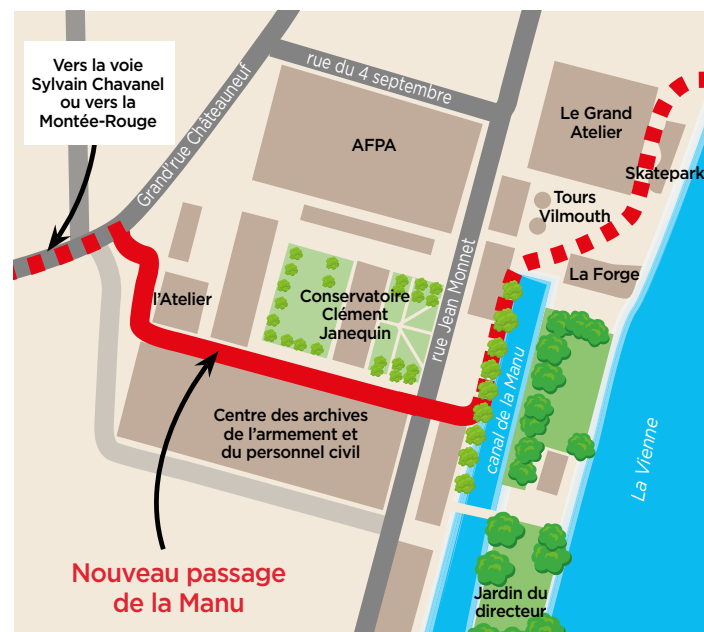 Vers la voie
Sylvain Chavanel
ou vers la
Montée-Rouge
Grand'rue Châteauneuf
rue du 4 septembre
AFPA
Le Grand
Atelier
Skatepark
Tours
Vilmouth
La Forge
l'Atelier
Conservatoire
Clément
Janequin
rue Jean Monnet
canal de la Manu
La Vienne
Centre des archives
de l'armement et
du personnel civil
Nouveau passage
de la Manu
Jardin du
directeur